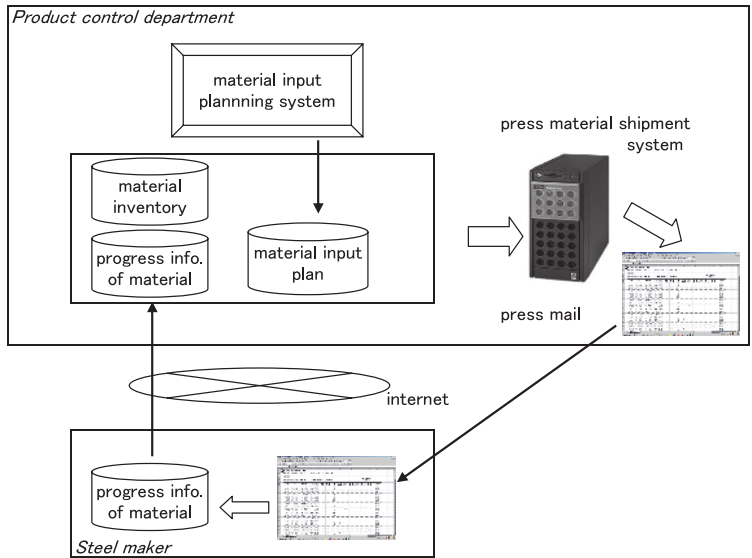 Product control department
material input
plannning system
press material shipment
system
material
inventory
progress info.
of material
material input
plan
press mail
internet
progress info.
of material
Steel maker